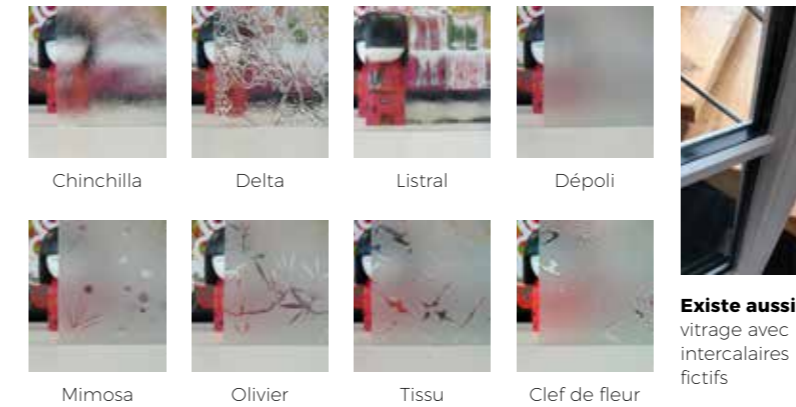 Chinchilla
Delta
Listral
Dépoli
Mimosa
Olivier
Tissu
Clef de fleur
Existe aussi
vitrage avec
intercalaires
fictifs